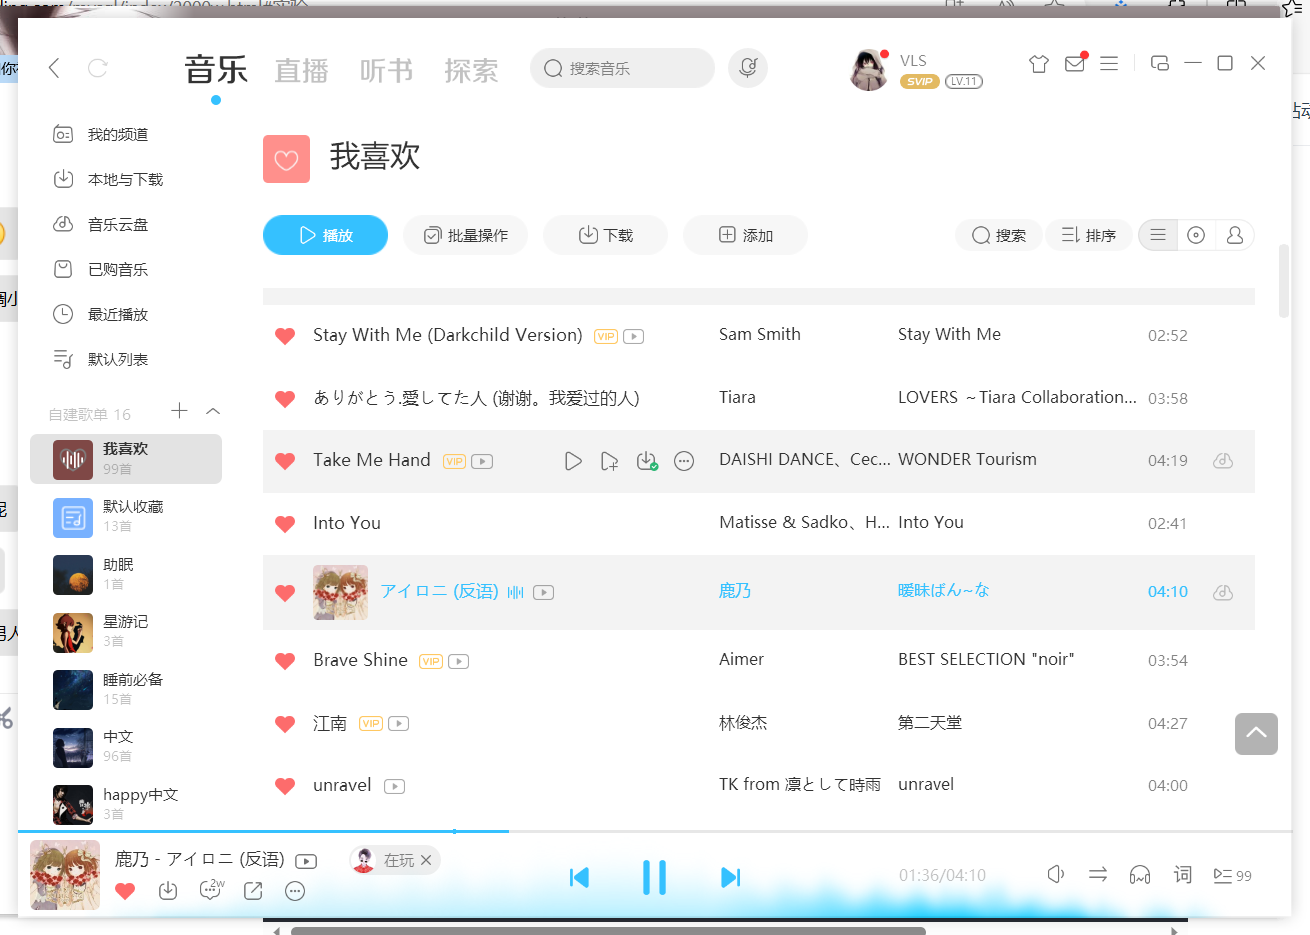 音乐 直播 听书 探索
搜索音乐
VLS
SVIP LV.11
我的频道
本地与下载
音乐云盘
已购音乐
最近播放
默认列表
自建歌单 16
我喜欢
99首
默认收藏
13首
助眠
1首
星游记
3首
睡前必备
15首
中文
96首
happy中文
3首
我喜欢
播放 批量操作 下载 添加 搜索 排序
Stay With Me (Darkchild Version) VIP Sam Smith Stay With Me 02:52
ありがとう.愛してた人 (谢谢。我爱过的人) Tiara LOVERS ~Tiara Collaboration... 03:58
Take Me Hand VIP DAISHI DANCE、Cec... WONDER Tourism 04:19
Into You Matisse & Sadko、H... Into You 02:41
アイロニ (反语) 鹿乃 曖昧ばん~な 04:10
Brave Shine VIP Aimer BEST SELECTION "noir" 03:54
江南 VIP 林俊杰 第二天堂 04:27
unravel TK from 凛として時雨 unravel 04:00
鹿乃 - アイロニ (反语)
在玩
2w
01:36/04:10
词
99